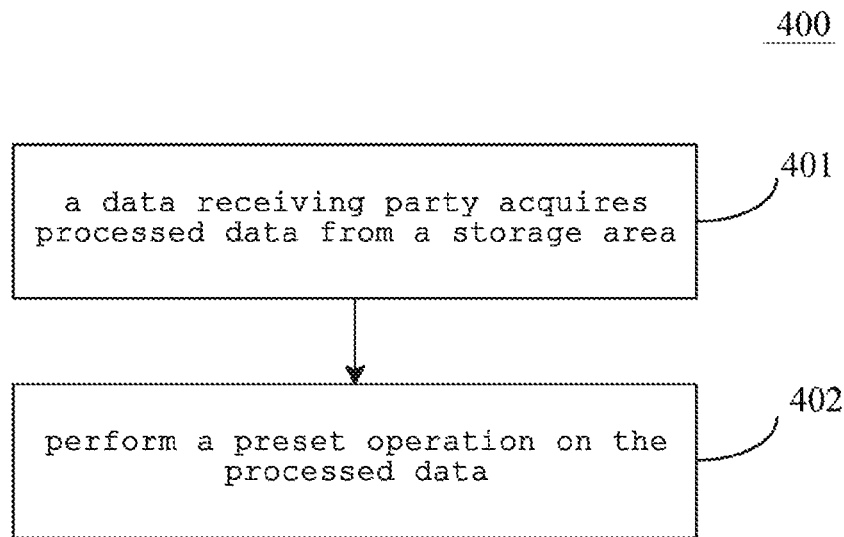 400
a data receiving party acquires
processed data from a storage area
401
perform a preset operation on the
processed data
402